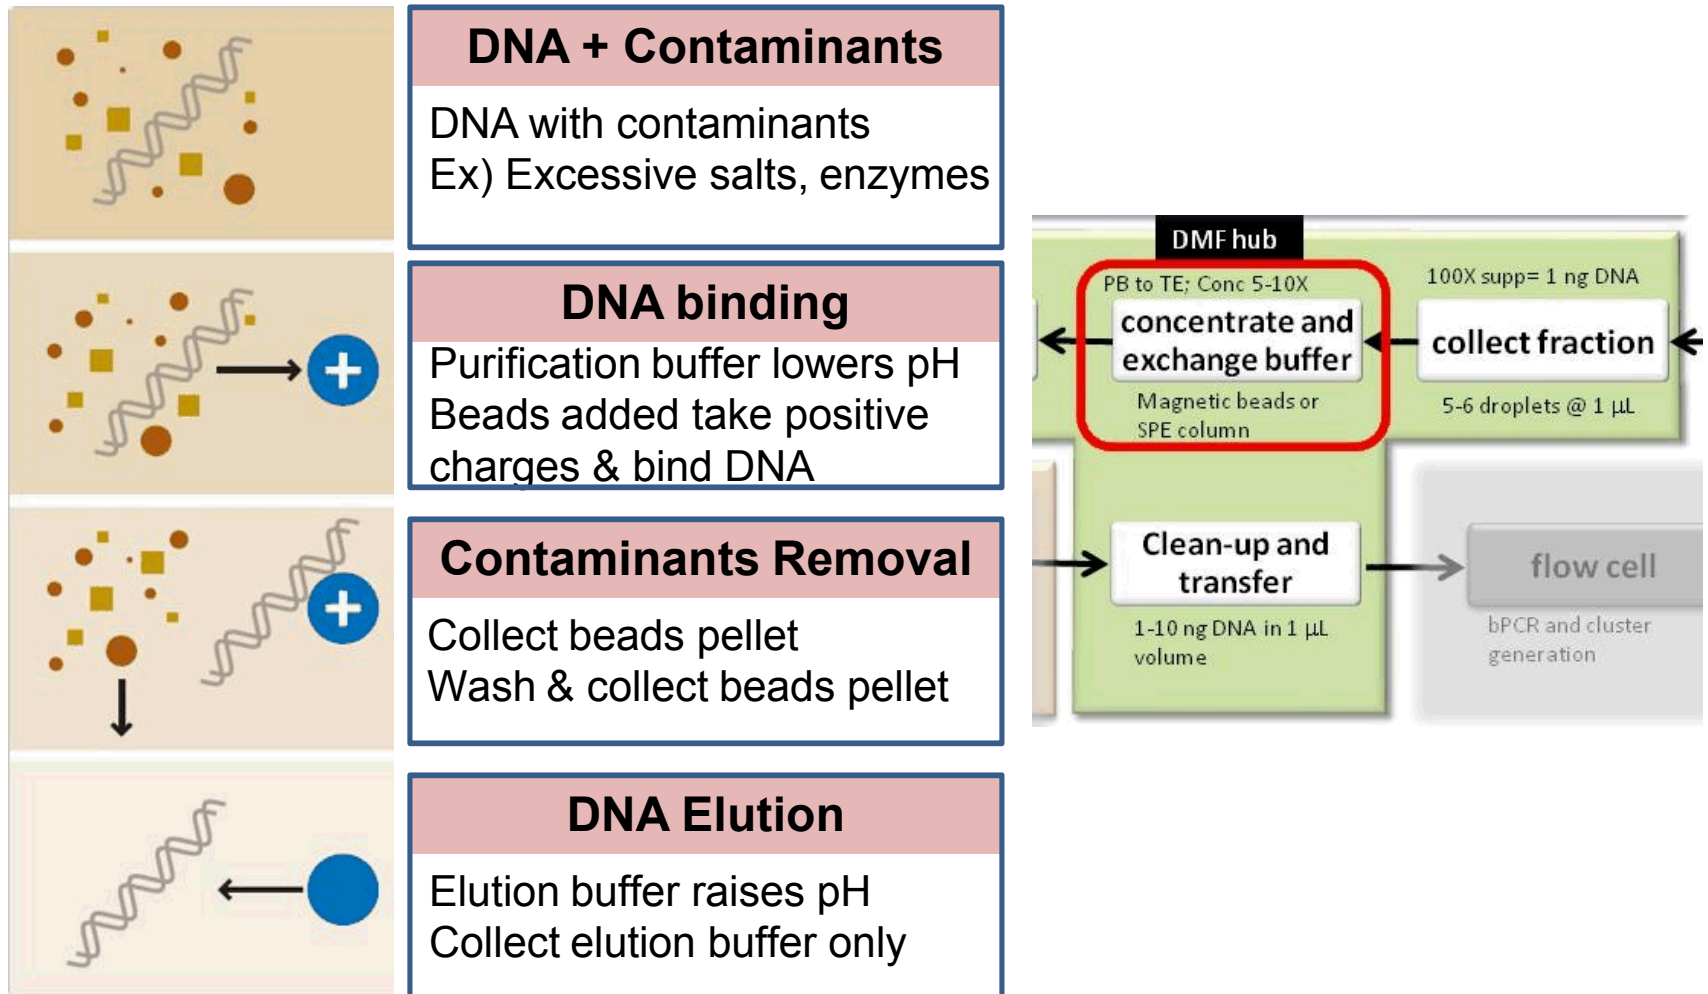 DNA + Contaminants
DNA with contaminants
Ex) Excessive salts, enzymes
DNA binding
Purification buffer lowers pH
Beads added take positive
charges & bind DNA
Contaminants Removal
Collect beads pellet
Wash & collect beads pellet
DNA Elution
Elution buffer raises pH
Collect elution buffer only
DMF hub
PB to TE; Conc 5-10X
concentrate and
exchange buffer
Magnetic beads or
SPE column
100X supp= 1 ng DNA
collect fraction
5-6 droplets @ 1 µL
Clean-up and
transfer
1-10 ng DNA in 1 µL
volume
flow cell
bPCR and cluster
generation